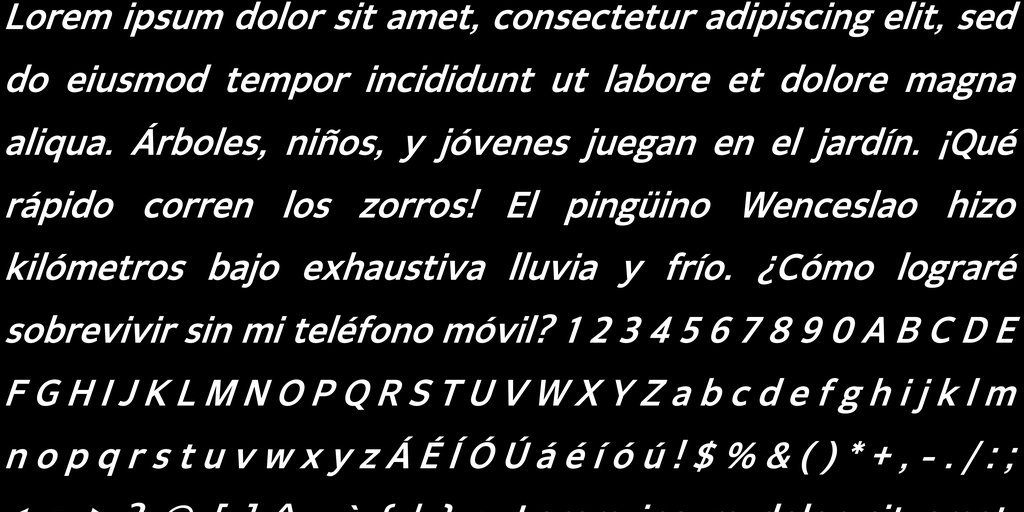 Lorem ipsum dolor sit amet, consectetur adipiscing elit, sed
do eiusmod tempor incididunt ut labore et dolore magna
aliqua. Árboles, niños, y jóvenes juegan en el jardín. ¡Qué
rápido corren los zorros! El pingüino Wenceslao hizo
kilómetros bajo exhaustiva lluvia y frío. ¿Cómo lograré
sobrevivir sin mi teléfono móvil? 1 2 3 4 5 6 7 8 9 0 A B C D E
F G H I J K L M N O P Q R S T U V W X Y Z a b c d e f g h i j k l m
n o p q r s t u v w x y z Á É Í Ó Ú á é í ó ú ! $ % & ( ) * + , - . / : ;